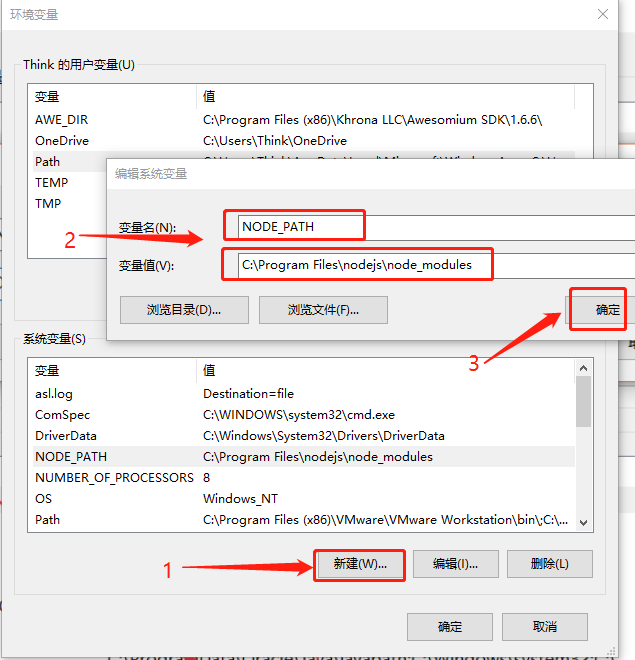 环境变量
Think 的用户变量(U)
变量 值
AWE_DIR C:\Program Files (x86)\Khrona LLC\Awesomium SDK\1.6.6\
OneDrive C:\Users\Think\OneDrive
Path
TEMP
TMP
编辑系统变量
变量名(N): NODE_PATH
2
变量值(V): C:\Program Files\nodejs\node_modules
浏览目录(D)... 浏览文件(F)... 确定
3
系统变量(S)
变量 值
asl.log Destination=file
ComSpec C:\WINDOWS\system32\cmd.exe
DriverData C:\Windows\System32\Drivers\DriverData
NODE_PATH C:\Program Files\nodejs\node_modules
NUMBER_OF_PROCESSORS 8
OS Windows_NT
Path C:\Program Files (x86)\VMware\VMware Workstation\bin\;C:\...
1
新建(W)... 编辑(I)... 删除(L)
确定 取消